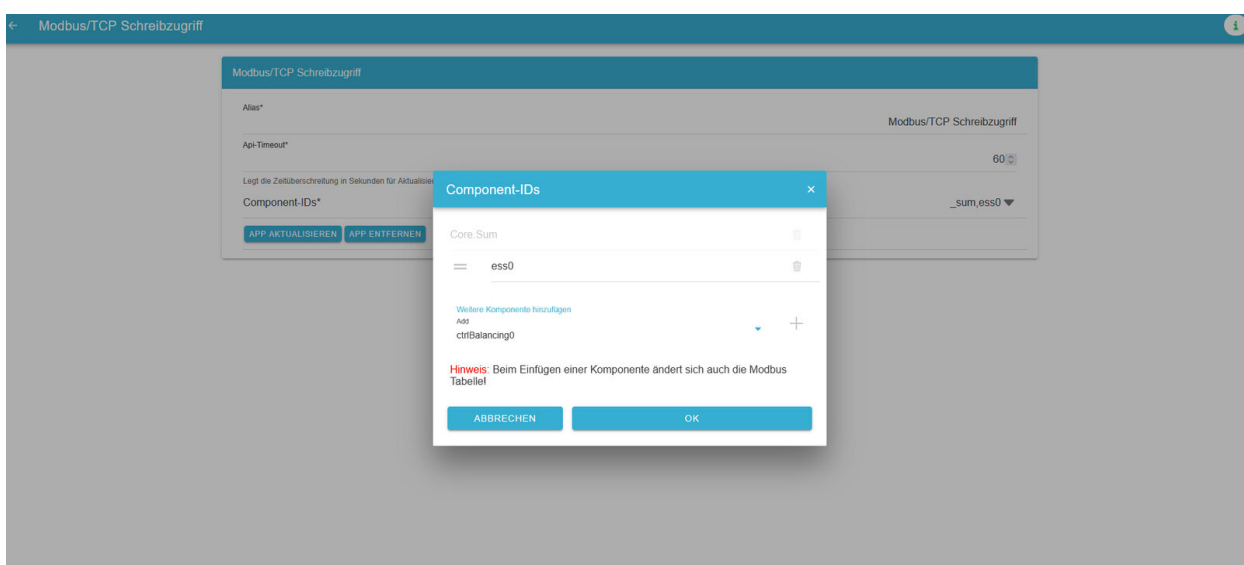 Modbus/TCP Schreibzugriff
Modbus/TCP Schreibzugriff
Alias*
Modbus/TCP Schreibzugriff
Api-Timeout*
60
Legt die Zeitüberschreitung in Sekunden für Aktualisie
Component-IDs*
_sum,ess0
APP AKTUALISIEREN APP ENTFERNEN
Component-IDs ×
Core.Sum
ess0
Weitere Komponente hinzufügen
Add
ctrlBalancing0
Hinweis: Beim Einfügen einer Komponente ändert sich auch die Modbus
Tabelle!
ABBRECHEN OK